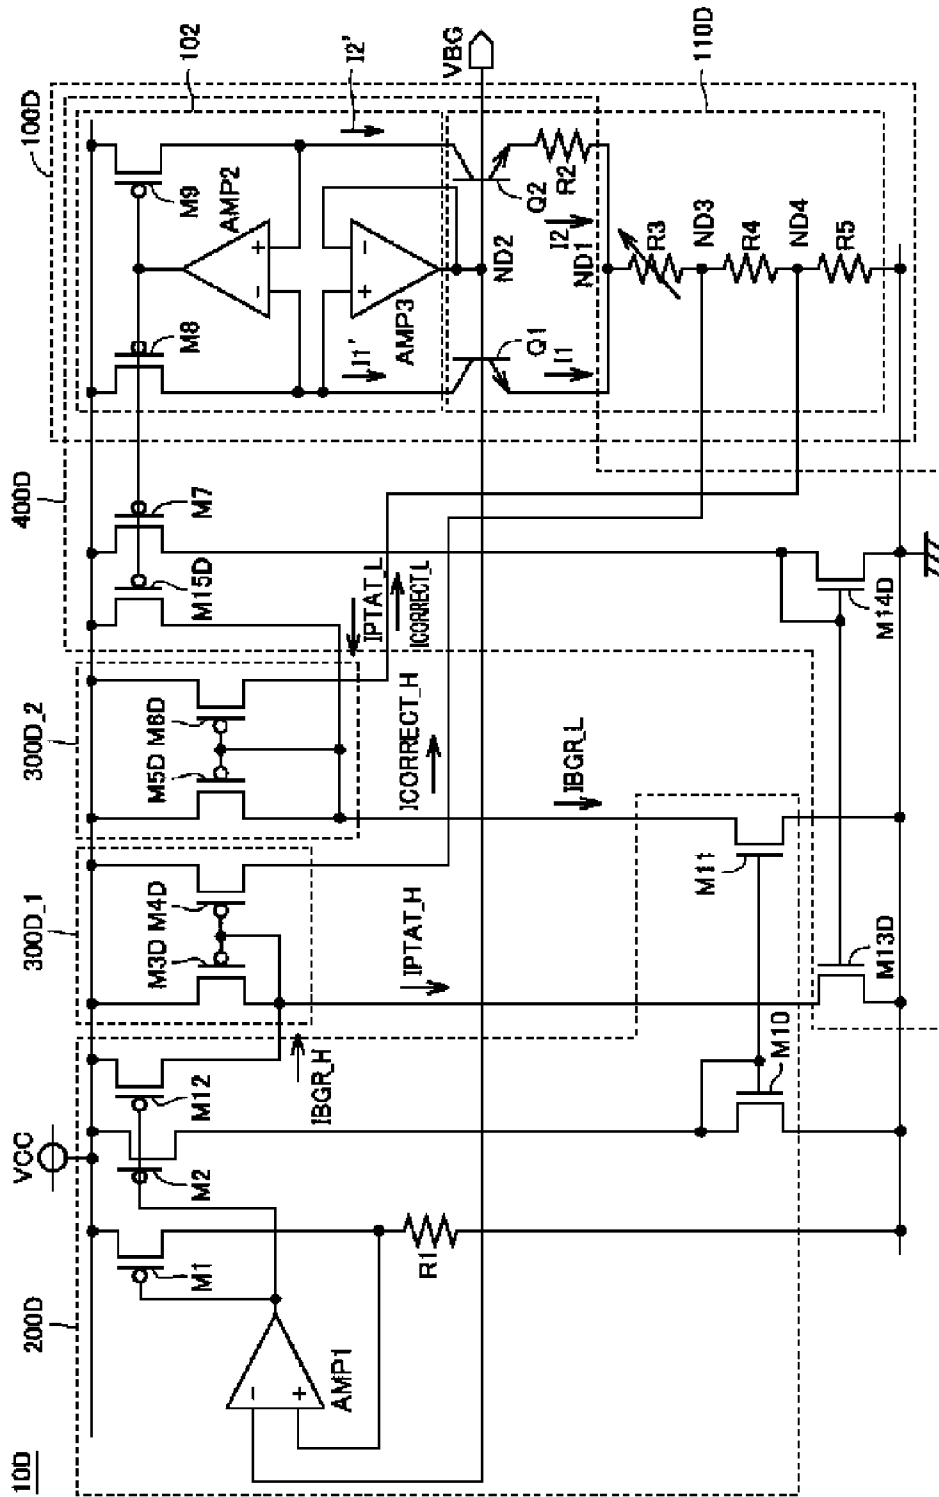 10D
200D
VCC
300D_1
300D_2
400D
100D
102
M1
M2
M12
M3D M4D
M5D M6D
M15D
M7
M8
M9
AMP2
I2'
+
-
AMP1
-
+
IBGR_H
IPTAT_H
ICORRECT_H
IPTAT_L
ICORRECT_L
I1'
AMP3
+
-
-
+
VBG
ND2
110D
R1
IBGR_L
Q1
I1
Q2
I2
R2
ND1
R3
ND3
R4
ND4
R5
M10
M11
M13D
M14D